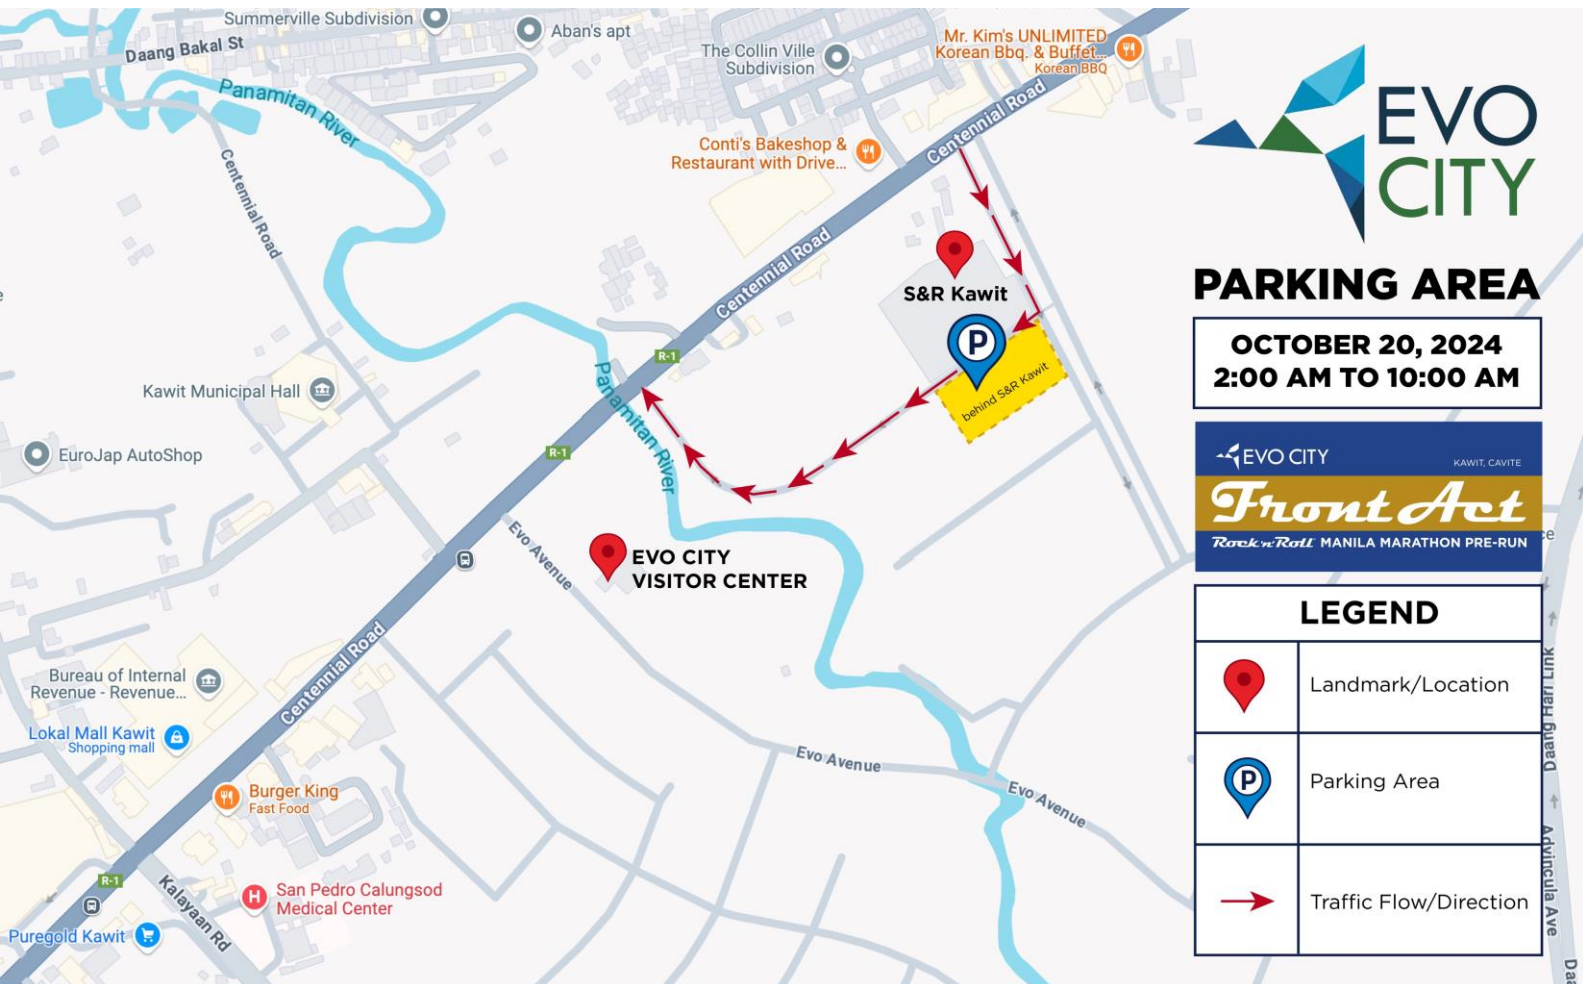 Summerville Subdivision
Aban's apt
Daang Bakal St
Panamitan River
The Collin Ville
Subdivision
Mr. Kim's UNLIMITED
Korean Bbq. & Buffet...
Korean BBQ
Conti's Bakeshop &
Restaurant with Drive...
Centennial Road
Centennial Road
Centennial Road
S&R Kawit
P
behind S&R Kawit
R-1
Kawit Municipal Hall
Panamitan River
EuroJap AutoShop
R-1
Evo Avenue
EVO CITY
VISITOR CENTER
Centennial Road
Bureau of Internal
Revenue - Revenue...
Lokal Mall Kawit
Shopping mall
Evo Avenue
Evo Avenue
Burger King
Fast Food
R-1
Kalayaan Rd
H
San Pedro Calungsod
Medical Center
Puregold Kawit
EVO
CITY
PARKING AREA
OCTOBER 20, 2024
2:00 AM TO 10:00 AM
EVO CITY
KAWIT, CAVITE
Front Act
Rock 'n' Roll MANILA MARATHON PRE-RUN
LEGEND
Landmark/Location
P
Parking Area
Traffic Flow/Direction
Daang Hari Link
Advincula Ave